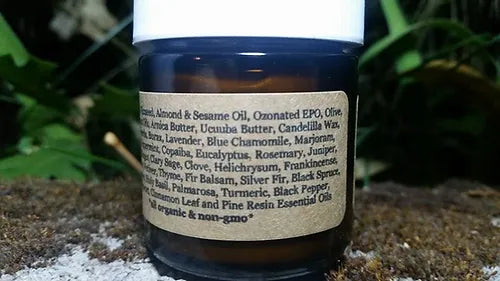 Almond & Sesame Oil, Ozonated EPO, Olive,
Arnica Butter, Ucuuba Butter, Candelilla Wax,
Lavender, Blue Chamomile, Marjoram,
Copaiba, Eucalyptus, Rosemary, Juniper,
Clary Sage, Clove, Helichrysum, Frankincense,
Thyme, Fir Balsam, Silver Fir, Black Spruce,
Basil, Palmarosa, Turmeric, Black Pepper,
Cinnamon Leaf and Pine Resin Essential Oils
*all organic & non-gmo*